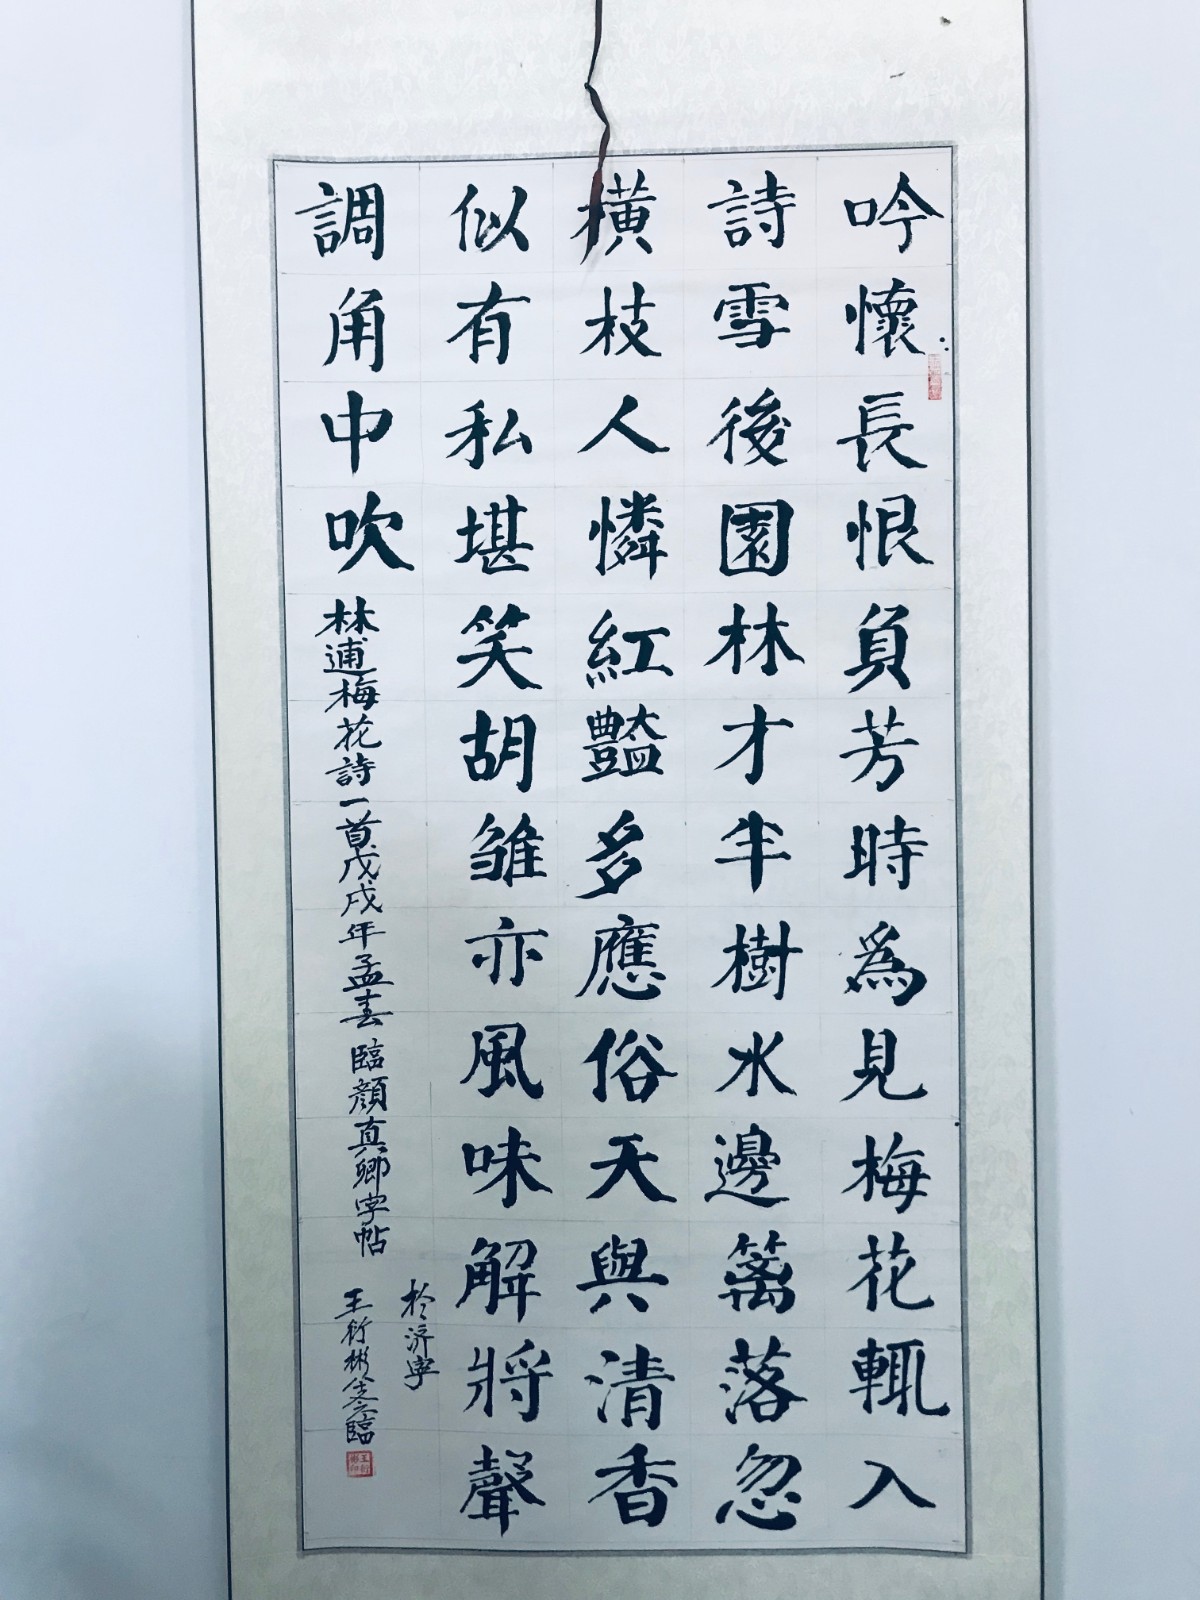 吟懷長恨負芳時為見梅花輒入
詩雪後園林才半樹水邊籬落忽
橫枝人憐紅豔多應俗天與清香
似有私堪笑胡雛亦風味解將聲
調角中吹
林逋梅花詩一首戊戌年孟春臨顏真卿字帖
於济寧
王衍彬
臨